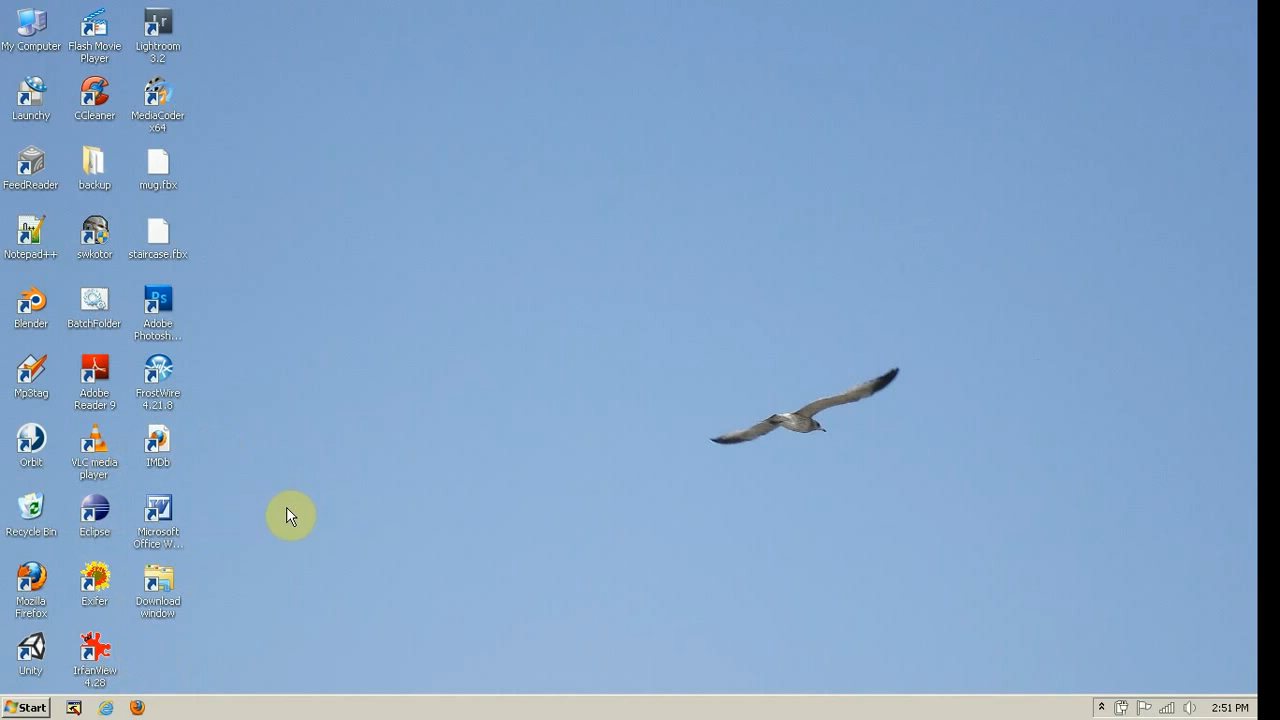 My Computer
Flash Movie
Player
Lightroom
3.2
Launchy
CCleaner
MediaCoder
x64
FeedReader
backup
mug.fbx
Notepad++
swkotor
staircase.fbx
Blender
BatchFolder
Adobe
Photosh...
Mp3tag
Adobe
Reader 9
FrostWire
4.21.8
Orbit
VLC media
player
IMDb
Recycle Bin
Eclipse
Microsoft
Office W...
Mozilla
Firefox
Exifer
Download
window
Unity
IrfanView
4.28
Start
2:51 PM